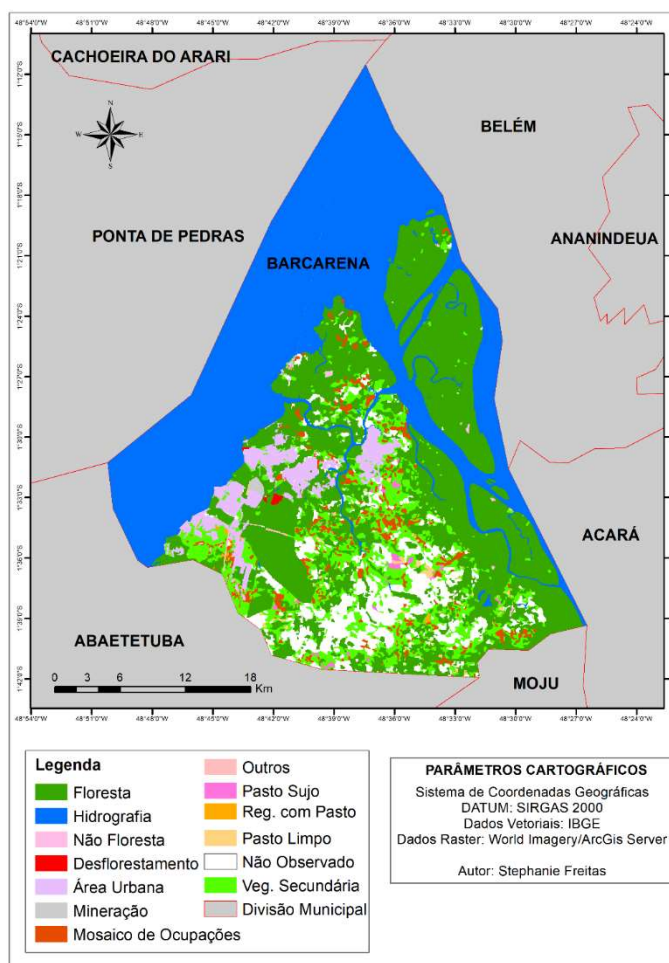 48°54'0"W 48°51'0"W 48°48'0"W 48°45'0"W 48°42'0"W 48°39'0"W 48°36'0"W 48°33'0"W 48°30'0"W 48°27'0"W 48°24'0"W
CACHOEIRA DO ARARI
1°12'0"S
N
W E
S
BELÉM
1°15'0"S
1°18'0"S
PONTA DE PEDRAS
ANANINDEUA
1°21'0"S
BARCARENA
1°24'0"S
1°27'0"S
1°30'0"S
1°33'0"S
ACARÁ
1°36'0"S
1°39'0"S
ABAETETUBA
MOJU
0 3 6 12 18
Km
1°42'0"S
48°54'0"W 48°51'0"W 48°48'0"W 48°45'0"W 48°42'0"W 48°39'0"W 48°36'0"W 48°33'0"W 48°30'0"W 48°27'0"W 48°24'0"W
Legenda
Floresta
Hidrografia
Não Floresta
Desflorestamento
Área Urbana
Mineração
Mosaico de Ocupações
Outros
Pasto Sujo
Reg. com Pasto
Pasto Limpo
Não Observado
Veg. Secundária
Divisão Municipal
PARÂMETROS CARTOGRÁFICOS
Sistema de Coordenadas Geográficas
DATUM: SIRGAS 2000
Dados Vetoriais: IBGE
Dados Raster: World Imagery/ArcGis Server
Autor: Stephanie Freitas